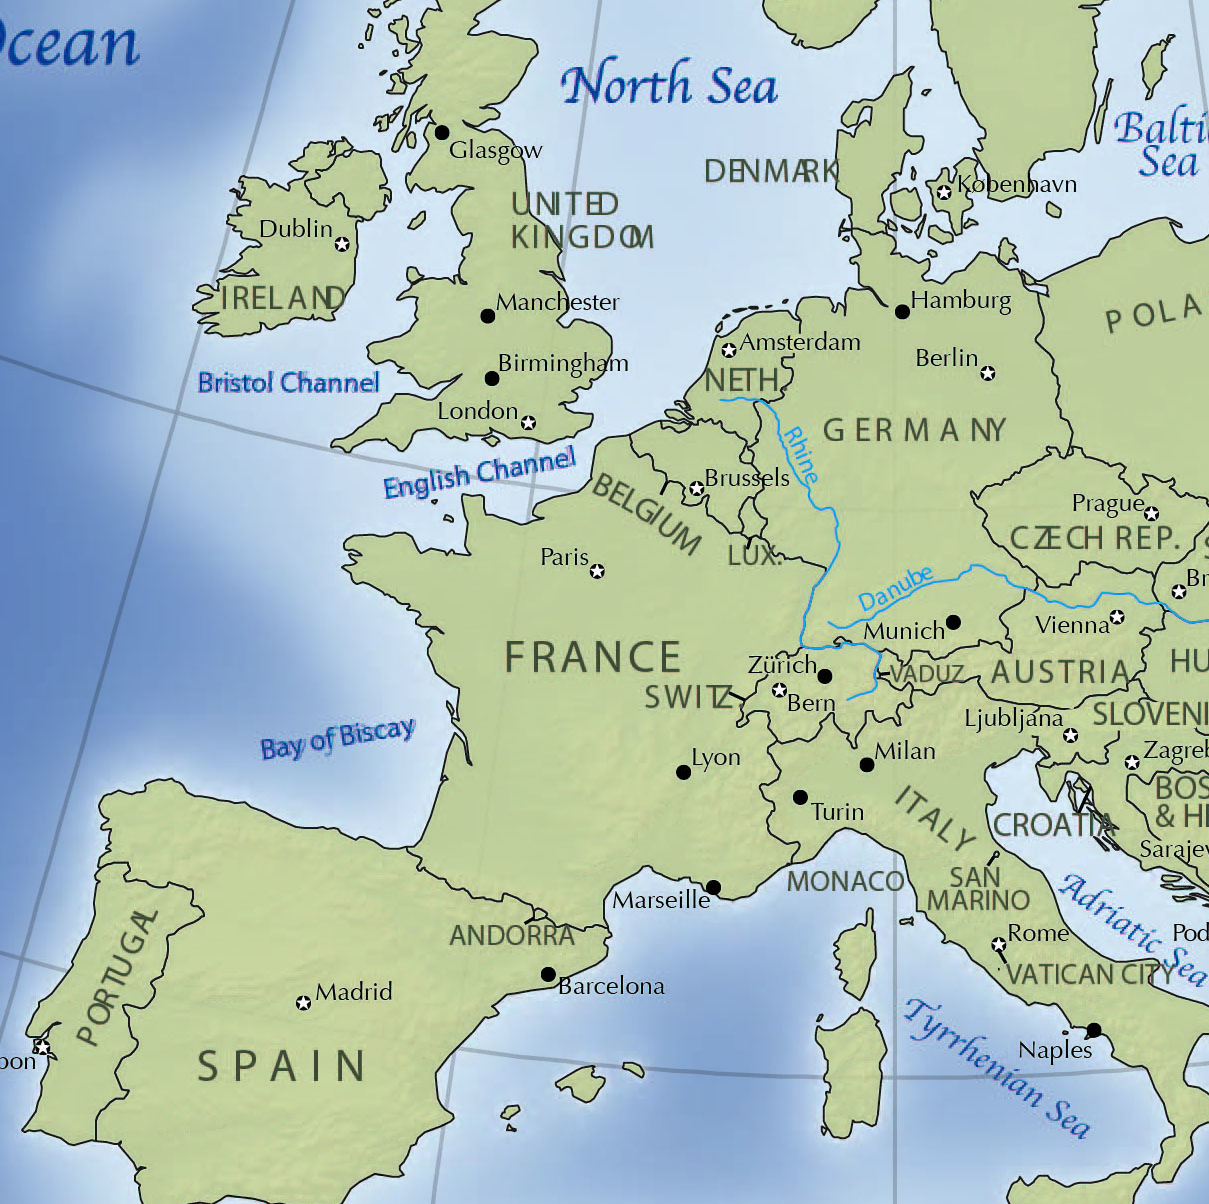 Ocean
North Sea
Balti
Sea
Glasgow
DENMARK
København
UNITED
KINGDOM
Dublin
IRELAND
Manchester
Hamburg
POLA
Amsterdam
Berlin
Birmingham
NETH.
Bristol Channel
London
GERMANY
Rhine
English Channel
Brussels
BELGIUM
Prague
CZECH REP.
S
LUX.
Paris
Danube
Br
Munich
Vienna
FRANCE
Zürich
VADUZ
AUSTRIA
HU
SWITZ.
Bern
Ljubljana
SLOVENI
Bay of Biscay
Lyon
Milan
Zagreb
BOS
& HE
Turin
ITALY
CROATIA
Sarajev
MONACO
SAN
MARINO
Marseille
Adriatic Sea
ANDORRA
Rome
Pod
PORTUGAL
VATICAN CITY
Barcelona
Madrid
Tyrrhenian Sea
bon
Naples
SPAIN